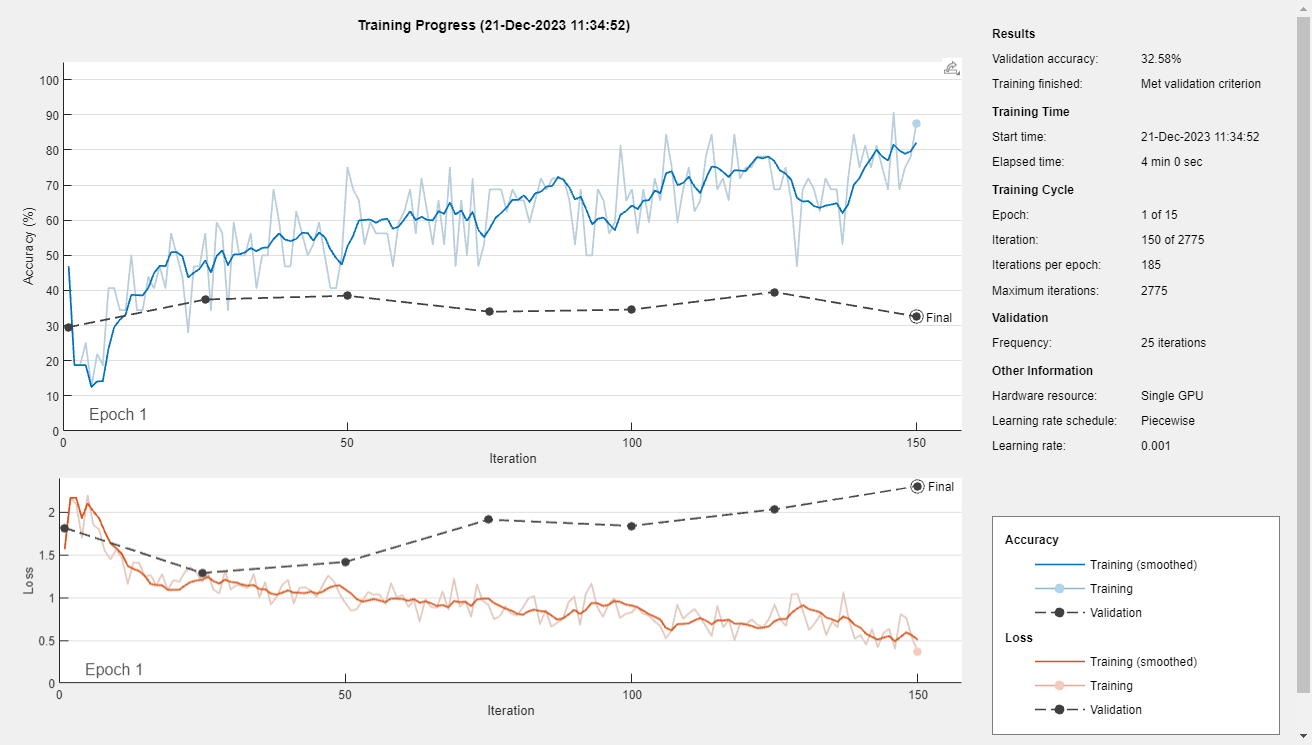 Training Progress (21-Dec-2023 11:34:52)
100
90
80
70
60
50
40
30
20
10
0
Accuracy (%)
Final
Epoch 1
0 50 100 150
Iteration
2
1.5
1
0.5
0
Loss
Final
Epoch 1
0 50 100 150
Iteration
Results
Validation accuracy: 32.58%
Training finished: Met validation criterion
Training Time
Start time: 21-Dec-2023 11:34:52
Elapsed time: 4 min 0 sec
Training Cycle
Epoch: 1 of 15
Iteration: 150 of 2775
Iterations per epoch: 185
Maximum iterations: 2775
Validation
Frequency: 25 iterations
Other Information
Hardware resource: Single GPU
Learning rate schedule: Piecewise
Learning rate: 0.001
Accuracy
Training (smoothed)
Training
Validation
Loss
Training (smoothed)
Training
Validation